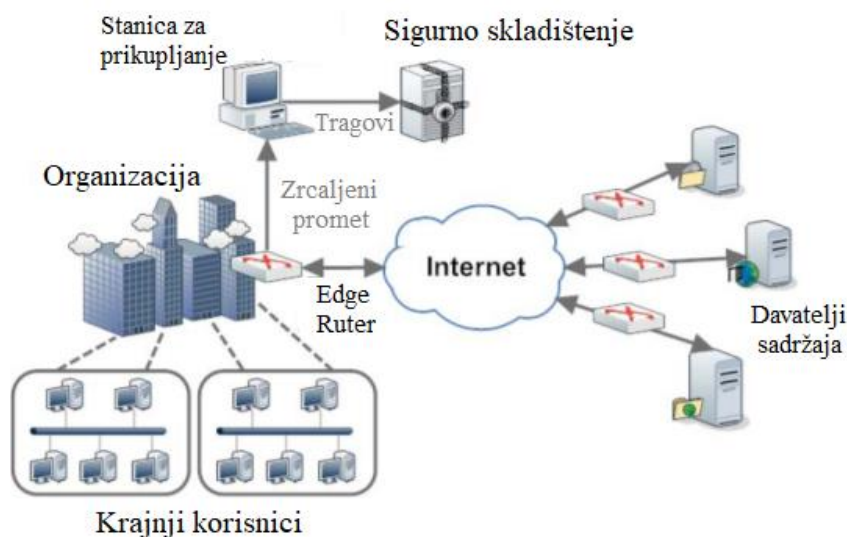 Stanica za
prikupljanje
Sigurno skladištenje
Tragovi
Organizacija
Zrcaljeni
promet
Internet
Edge
Ruter
Davatelji
sadržaja
Krajnji korisnici